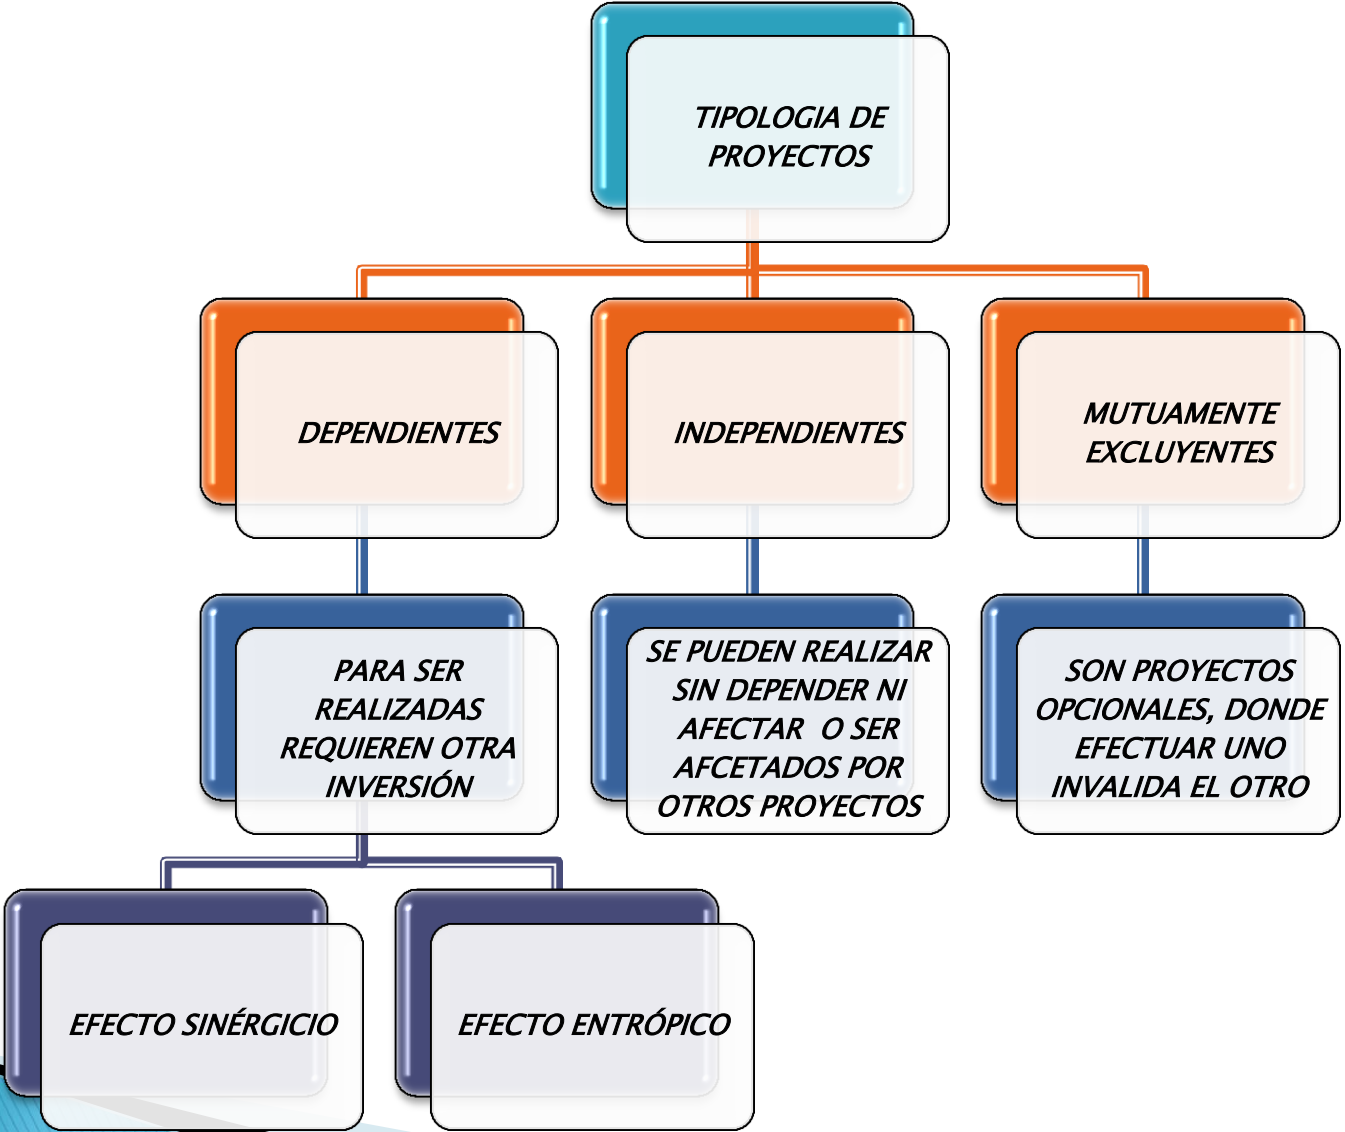 TIPOLOGIA DE
PROYECTOS
DEPENDIENTES
INDEPENDIENTES
MUTUAMENTE
EXCLUYENTES
PARA SER
REALIZADAS
REQUIEREN OTRA
INVERSIÓN
SE PUEDEN REALIZAR
SIN DEPENDER NI
AFECTAR O SER
AFCETADOS POR
OTROS PROYECTOS
SON PROYECTOS
OPCIONALES, DONDE
EFECTUAR UNO
INVALIDA EL OTRO
EFECTO SINÉRGICIO
EFECTO ENTRÓPICO